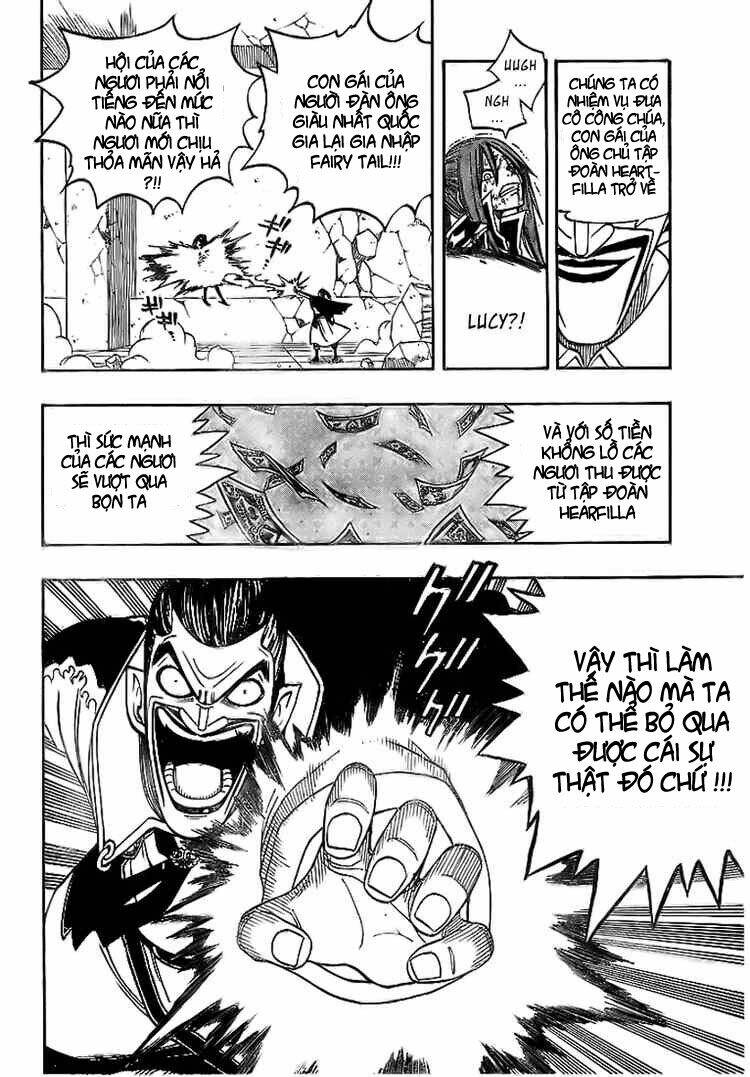 CHÚNG TA CÓ
NHIỆM VỤ ĐƯA
CÔ CÔNG CHÚA,
CON GÁI CỦA
ÔNG CHỦ TẬP
ĐOÀN HEART-
FILLA TRỞ VỀ
UUGH
...
NGH
...
LUCY?!
CON GÁI CỦA
NGƯỜI ĐÀN ÔNG
GIÀU NHẤT QUỐC
GIA LẠI GIA NHẬP
FAIRY TAIL!!!
HỘI CỦA CÁC
NGƯƠI PHẢI NỔI
TIẾNG ĐẾN MỨC
NÀO NỮA THÌ
NGƯƠI MỚI CHỊU
THỎA MÃN VẬY HẢ
?!!
VÀ VỚI SỐ TIỀN
KHỔNG LỒ CÁC
NGƯƠI THU ĐƯỢC
TỪ TẬP ĐOÀN
HEARFILLA
THÌ SỨC MẠNH
CỦA CÁC NGƯƠI
SẼ VƯỢT QUA
BỌN TA
VẬY THÌ LÀM
THẾ NÀO MÀ TA
CÓ THỂ BỎ QUA
ĐƯỢC CÁI SỰ
THẬT ĐÓ CHỨ !!!